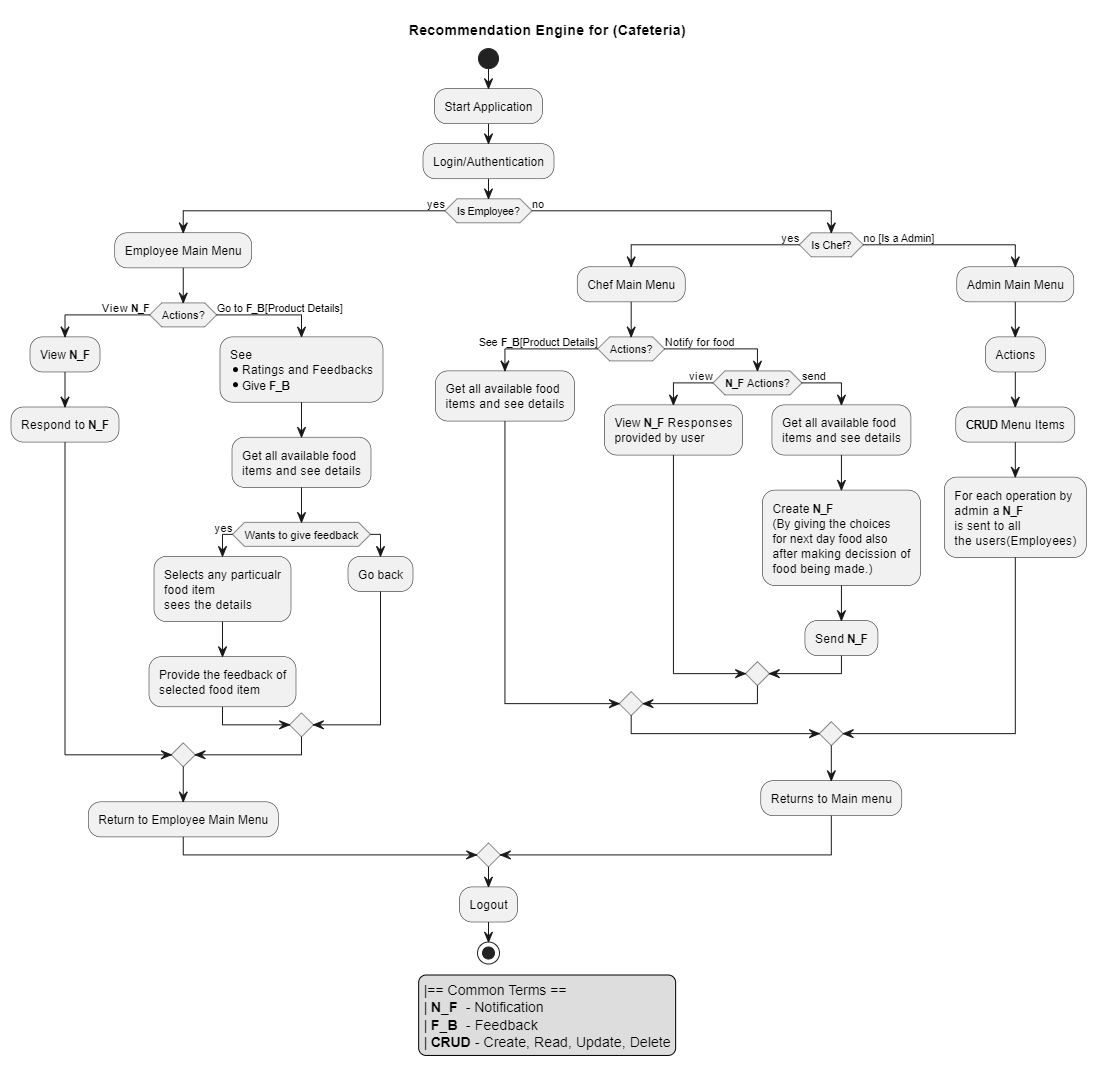 Recommendation Engine for (Cafeteria)
Start Application
Login/Authentication
yes
Is Employee?
no
Employee Main Menu
View N_F
Actions?
Go to F_B[Product Details]
View N_F
Respond to N_F
See
• Ratings and Feedbacks
• Give F_B
Get all available food
items and see details
yes
Wants to give feedback
Selects any particualr
food item
sees the details
Provide the feedback of
selected food item
Go back
Return to Employee Main Menu
yes
Is Chef?
no [Is a Admin]
Chef Main Menu
See F_B[Product Details]
Actions?
Notify for food
Get all available food
items and see details
view
N_F Actions?
send
View N_F Responses
provided by user
Get all available food
items and see details
Create N_F
(By giving the choices
for next day food also
after making decission of
food being made.)
Send N_F
Admin Main Menu
Actions
CRUD Menu Items
For each operation by
admin a N_F
is sent to all
the users(Employees)
Returns to Main menu
Logout
|== Common Terms ==
| N_F - Notification
| F_B - Feedback
| CRUD - Create, Read, Update, Delete